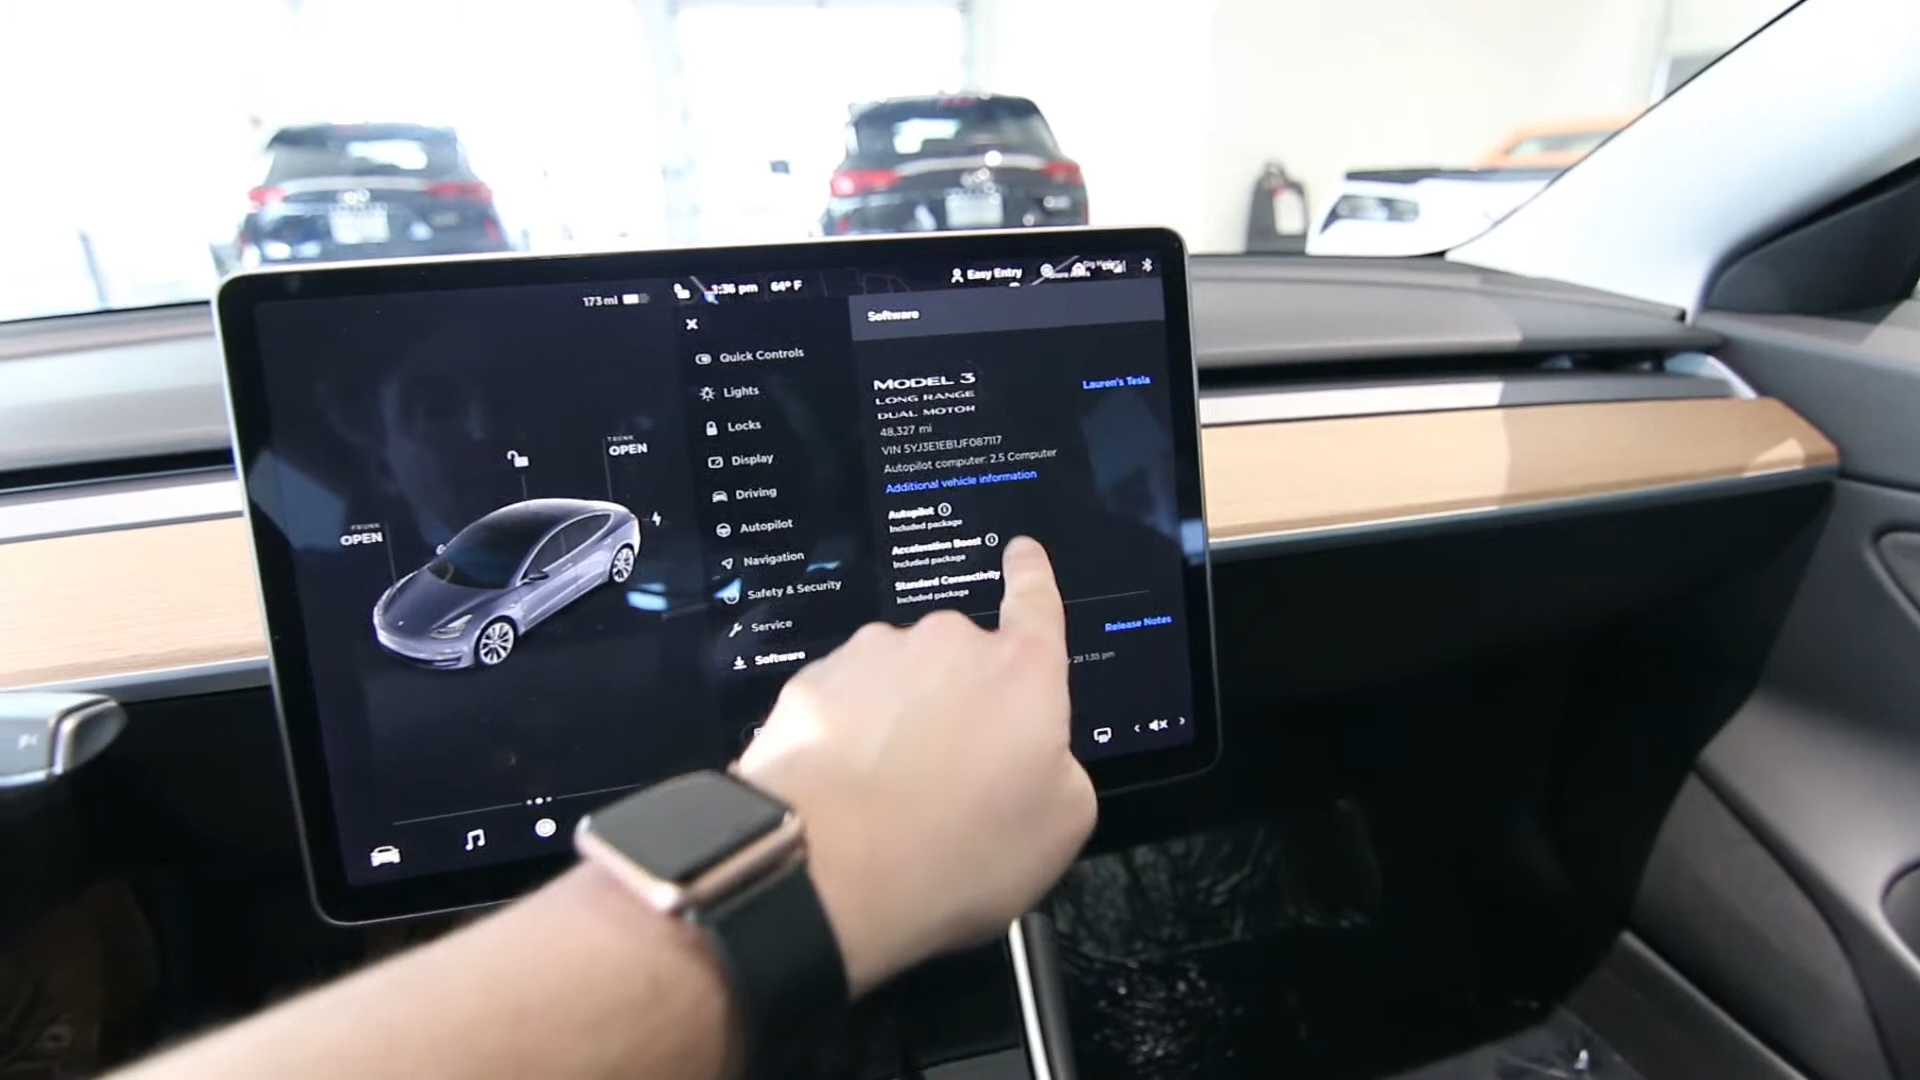 173 mi
1:36 pm
64° F
Easy Entry
Software
Quick Controls
Lights
Locks
Display
Driving
Autopilot
Navigation
Safety & Security
Service
Software
MODEL 3
LONG RANGE
DUAL MOTOR
Lauren's Tesla
48,327 mi
VIN 5YJ3E1EB1JF087117
Autopilot computer: 2.5 Computer
Additional vehicle information
Autopilot
Included package
Acceleration Boost
Included package
Standard Connectivity
Included package
Release Notes
1:35 pm
TRUNK
OPEN
FRUNK
OPEN